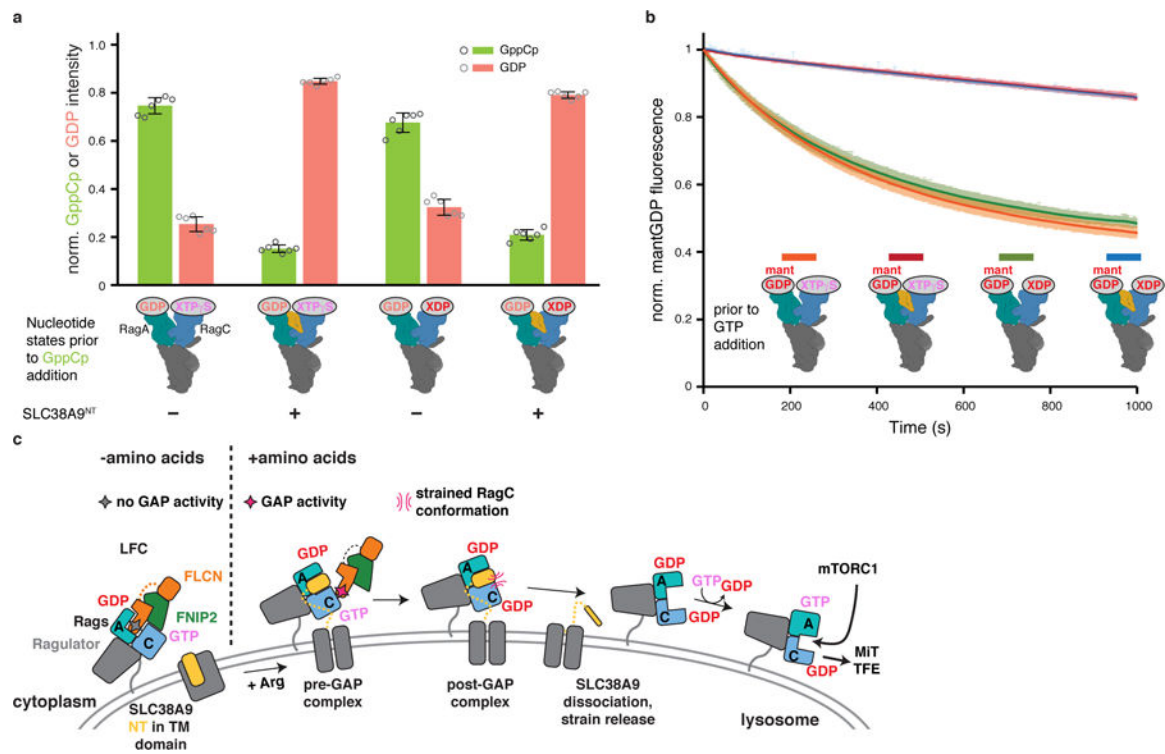 a
norm. GppCp or GDP intensity
1.0
0.8
0.6
0.4
0.2
0
GppCp
GDP
GDP XTPγS
GDP XTPγS
GDP XDP
GDP XDP
RagA
RagC
Nucleotide
states prior
to GppCp
addition
SLC38A9NT
–
+
–
+
b
norm. mantGDP fluorescence
1
0.8
0.6
0.4
0.2
0
prior to
GTP
addition
mant
GDP XTPγS
mant
GDP XTPγS
mant
GDP XDP
mant
GDP XDP
0
200
400
600
800
1000
Time (s)
c
-amino acids
+amino acids
no GAP activity
GAP activity
strained RagC
conformation
LFC
FLCN
GDP
FNIP2
Rags
A
C
GTP
Ragulator
cytoplasm
SLC38A9
NT in TM
domain
+ Arg
GDP
A
C
GTP
pre-GAP
complex
GDP
A
C
GDP
post-GAP
complex
SLC38A9
dissociation,
strain release
GDP
A
C
GDP
GTP
GDP
mTORC1
GTP
A
C
GDP
MiT
TFE
lysosome